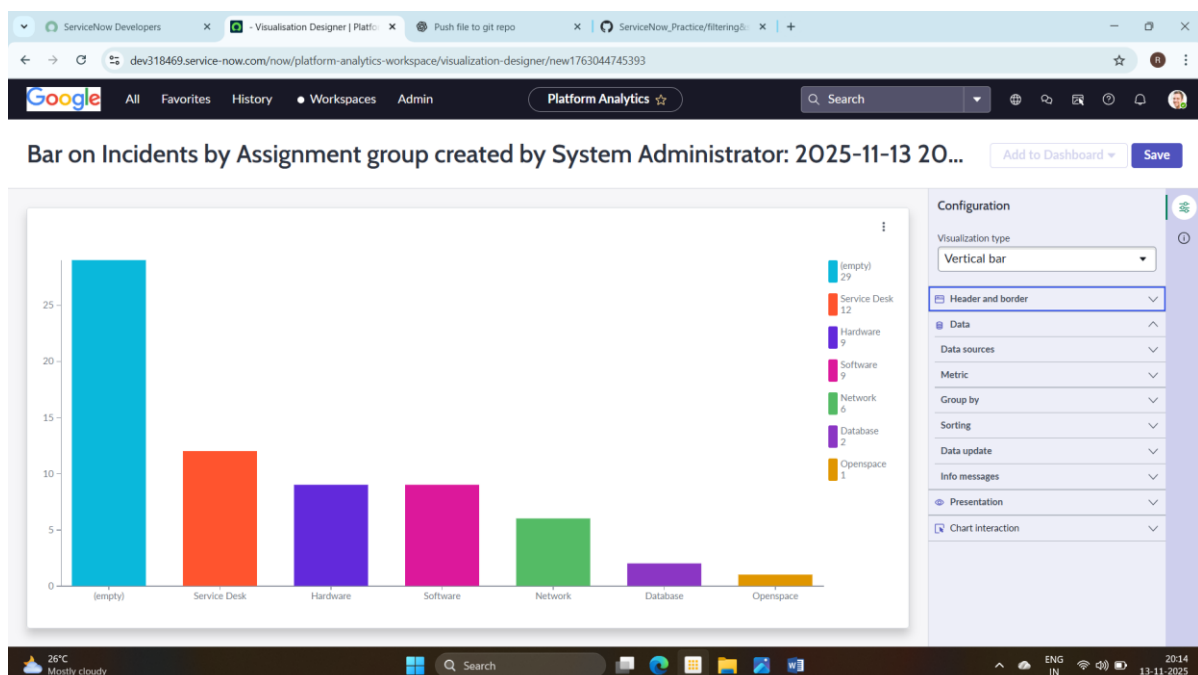 ServiceNow Developers
- Visualisation Designer | Platfo
Push file to git repo
ServiceNow_Practice/filtering&
dev318469.service-now.com/now/platform-analytics-workspace/visualization-designer/new1763044745393
R
Google
All Favorites History Workspaces Admin
Platform Analytics
Search
Bar on Incidents by Assignment group created by System Administrator: 2025-11-13 20...
Add to Dashboard
Save
25
20
15
10
5
0
(empty) Service Desk Hardware Software Network Database Openspace
(empty)
29
Service Desk
12
Hardware
9
Software
9
Network
6
Database
2
Openspace
1
Configuration
Visualization type
Vertical bar
Header and border
Data
Data sources
Metric
Group by
Sorting
Data update
Info messages
Presentation
Chart interaction
26°C
Mostly cloudy
Search
ENG
IN
20:14
13-11-2025